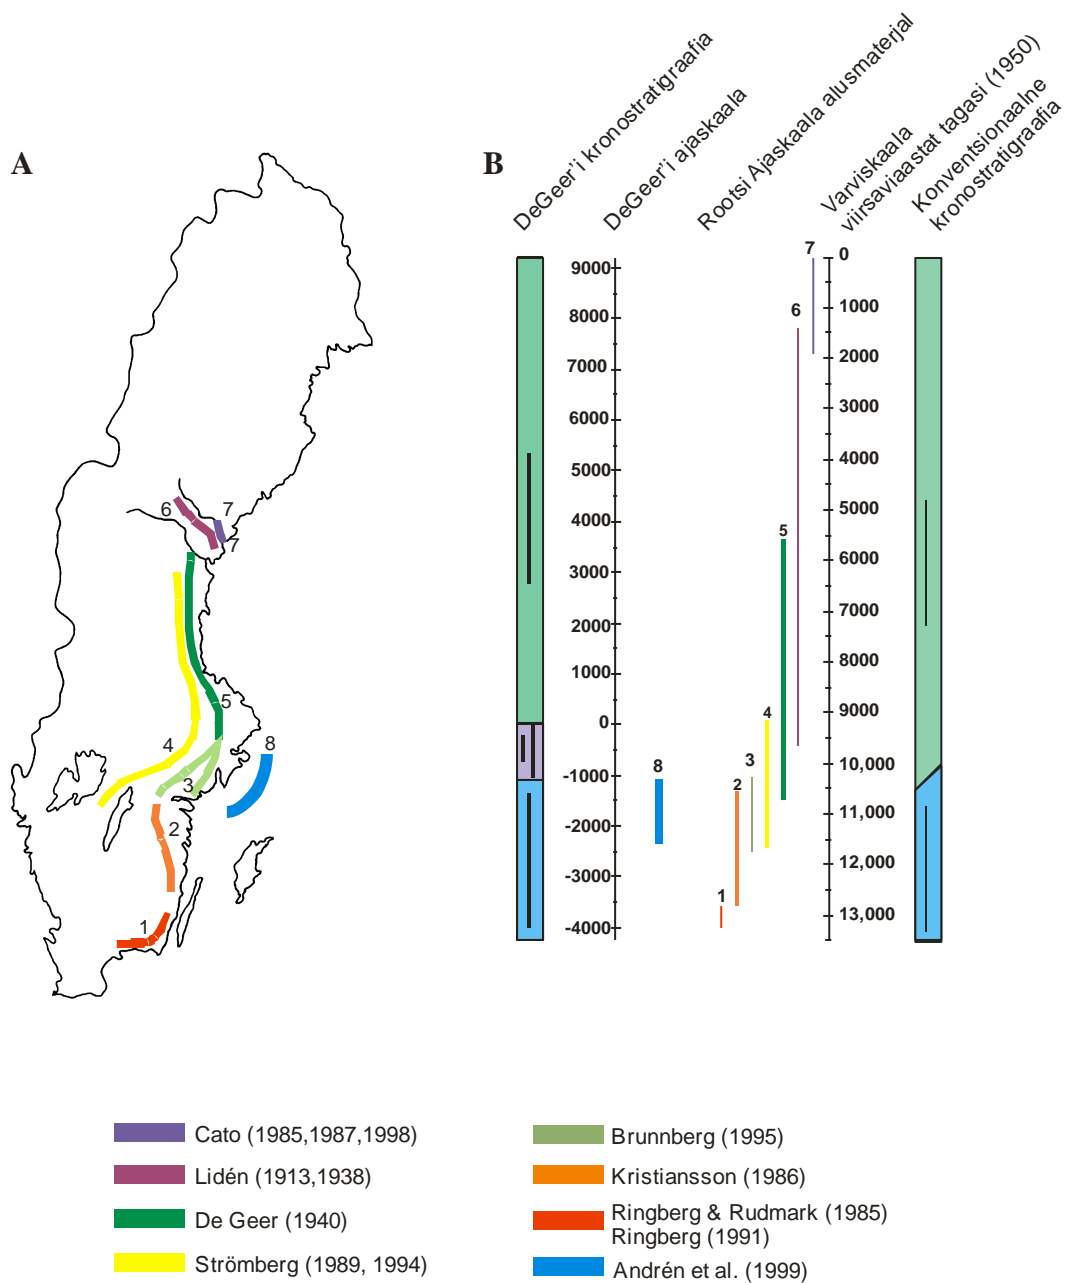 A
B
DeGeer'i kronostratigraafia
DeGeer'i ajaskaala
Rootsi Ajaskaala alusmaterjal
Varviskaala
viirsaviaastat tagasi (1950)
Konventsionaalne
kronostratigraafia
9000
8000
7000
6000
5000
4000
3000
2000
1000
0
-1000
-2000
-3000
-4000
8
1
2
3
4
5
6
7
0
1000
2000
3000
4000
5000
6000
7000
8000
9000
10,000
11,000
12,000
13,000
6
7
7
5
4
8
3
2
1
Cato (1985,1987,1998)
Lidén (1913,1938)
De Geer (1940)
Strömberg (1989, 1994)
Brunnberg (1995)
Kristiansson (1986)
Ringberg & Rudmark (1985)
Ringberg (1991)
Andrén et al. (1999)